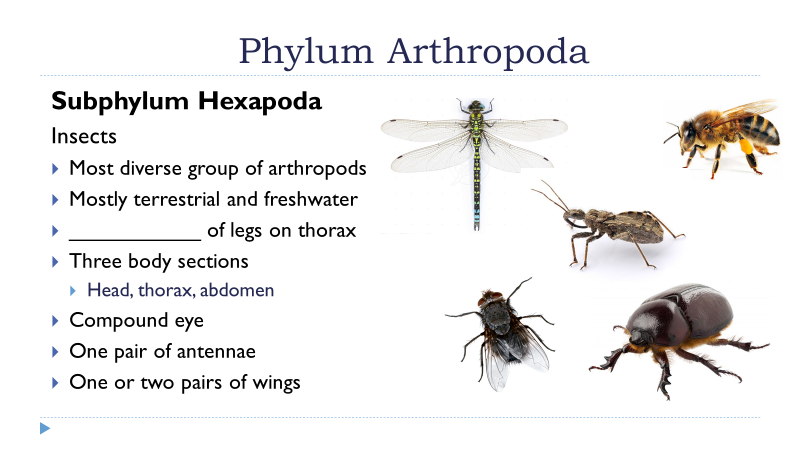 Phylum Arthropoda
Subphylum Hexapoda
Insects
Most diverse group of arthropods
Mostly terrestrial and freshwater
____________ of legs on thorax
Three body sections
Head, thorax, abdomen
Compound eye
One pair of antennae
One or two pairs of wings